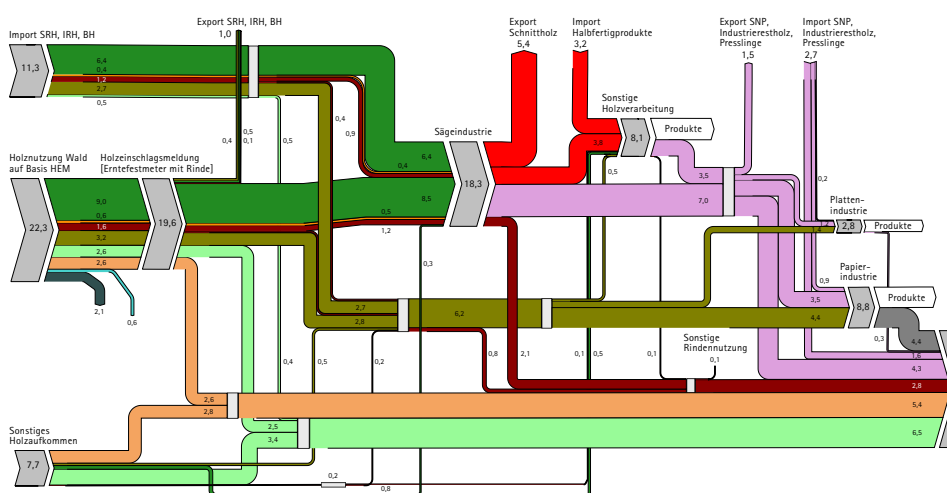 Import SRH, IRH, BH
11,3
6,4
0,4
1,2
2,7
0,5
Export SRH, IRH, BH
1,0
0,4
0,5
0,1
0,5
0,4
0,9
Export
Schnittholz
5,4
Import
Halbfertigprodukte
3,2
Sonstige
Holzverarbeitung
3,8
8,1
Produkte
0,5
Export SNP,
Industrierestholz,
Presslinge
1,5
Import SNP,
Industrierestholz,
Presslinge
2,7
Sägeindustrie
6,4
0,4
8,5
0,5
1,2
18,3
0,3
3,5
7,0
0,2
Platten-
industrie
1,4
2,8
Produkte
Holznutzung Wald
auf Basis HEM
22,3
9,0
0,6
1,6
3,2
2,6
2,6
2,1
0,6
Holzeinschlagsmeldung
[Erntefestmeter mit Rinde]
19,6
2,7
2,8
6,2
0,9
Papier-
industrie
3,5
4,4
8,8
Produkte
0,3
4,4
1,6
4,3
2,8
5,4
6,5
Sonstige
Rindennutzung
0,1
0,1
0,4
0,5
0,2
0,8
2,1
0,1
0,5
2,6
2,8
2,5
3,4
Sonstiges
Holzaufkommen
7,7
0,2
0,8